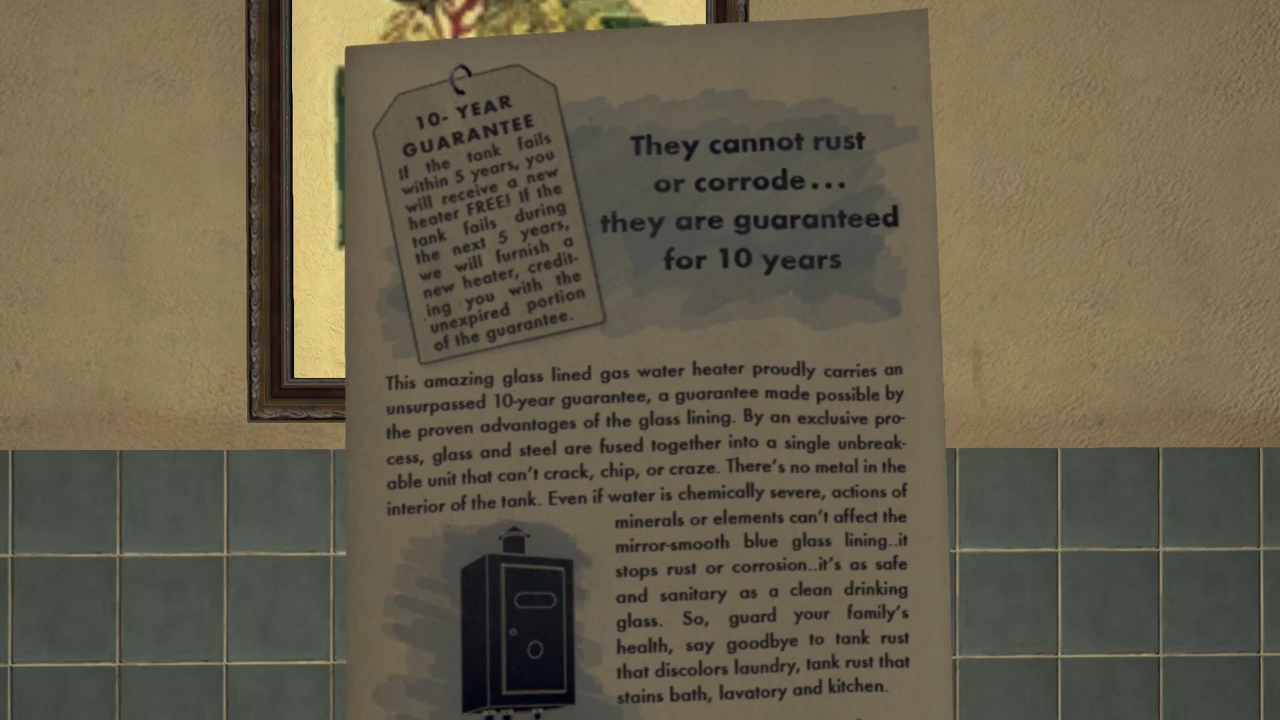 10- YEAR
GUARANTEE
If the tank fails
within 5 years, you
will receive a new
heater FREE! If the
tank fails during
the next 5 years,
we will furnish a
new heater, credit-
ing you with the
unexpired portion
of the guarantee.
They cannot rust
or corrode...
they are guaranteed
for 10 years
This amazing glass lined gas water heater proudly carries an
unsurpassed 10-year guarantee, a guarantee made possible by
the proven advantages of the glass lining. By an exclusive pro-
cess, glass and steel are fused together into a single unbreak-
able unit that can't crack, chip, or craze. There's no metal in the
interior of the tank. Even if water is chemically severe, actions of
minerals or elements can't affect the
mirror-smooth blue glass lining..it
stops rust or corrosion..it's as safe
and sanitary as a clean drinking
glass. So, guard your family's
health, say goodbye to tank rust
that discolors laundry, tank rust that
stains bath, lavatory and kitchen.